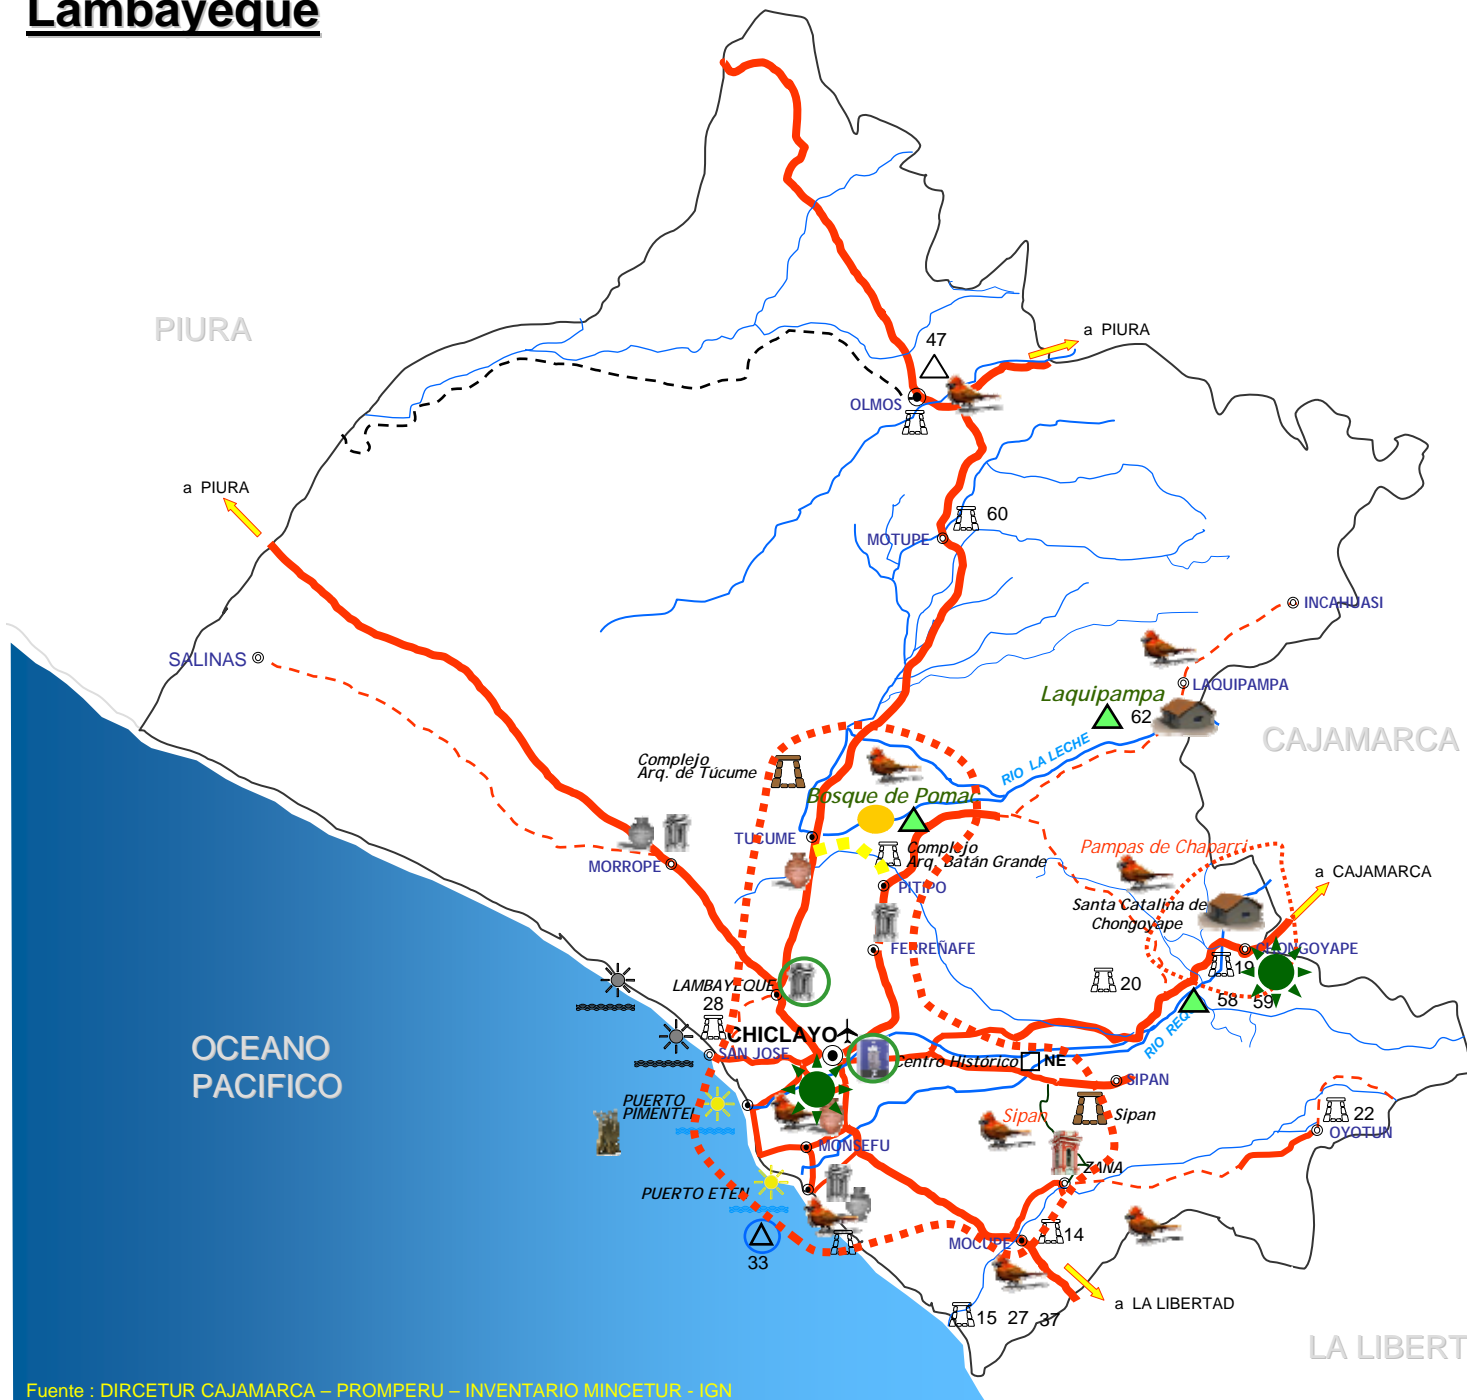 Lambayeque
PIURA
a PIURA
47
OLMOS
a PIURA
60
MOTUPE
INCAHUASI
SALINAS
LAQUIPAMPA
Laquipampa
62
CAJAMARCA
RIO LA LECHE
Complejo
Arq. de Túcume
Bosque de Pomac
TUCUME
Complejo
Arq. Batán Grande
Pampas de Chaparri
MORROPE
PITIPO
a CAJAMARCA
Santa Catalina de
Chongoyape
FERREÑAFE
CHONGOYAPE
19
20
LAMBAYEQUE
28
58
59
CHICLAYO
RIO REQ
SAN JOSE
Centro Histórico
NE
OCEANO
PACIFICO
SIPAN
PUERTO
PIMENTEL
Sipan
Sipan
22
OYOTUN
MONSEFU
ZAÑA
PUERTO ETEN
MOCUPE
14
33
a LA LIBERTAD
15 27 37
LA LIBERT
Fuente : DIRCETUR CAJAMARCA – PROMPERU – INVENTARIO MINCETUR - IGN